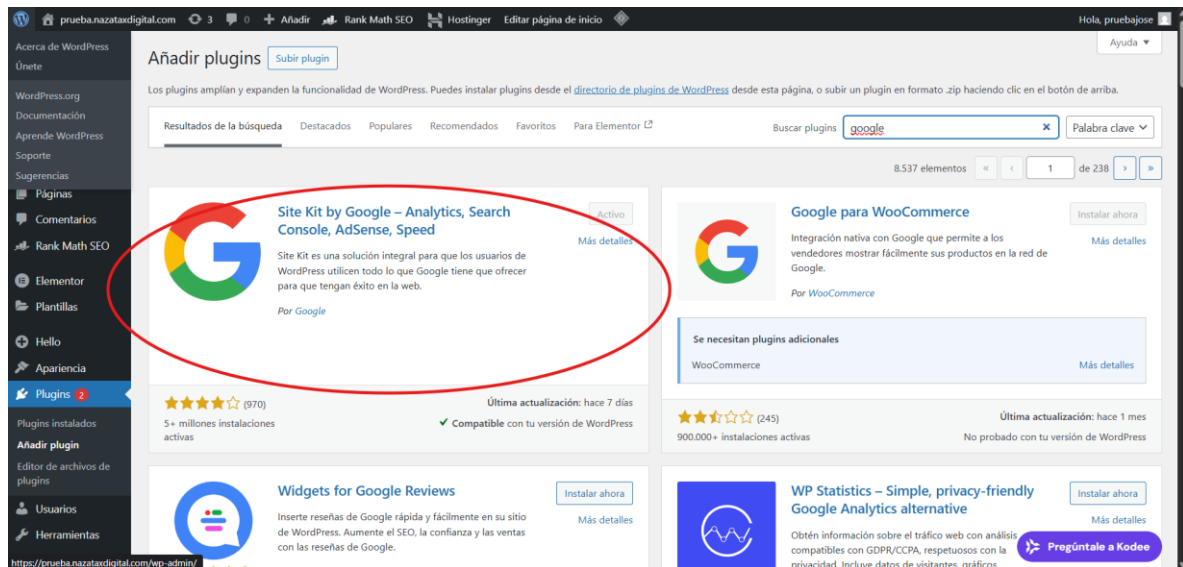 prueba.nazataxdigital.com 3 0 Añadir Rank Math SEO Hostinger Editar página de inicio Hola, pruebajose
Acerca de WordPress
Únete
WordPress.org
Documentación
Aprende WordPress
Soporte
Sugerencias
Páginas
Comentarios
Rank Math SEO
Elementor
Plantillas
Hello
Apariencia
Plugins 2
Plugins instalados
Añadir plugin
Editor de archivos de
plugins
Usuarios
Herramientas
https://prueba.nazataxdigital.com/wp-admin/
Ayuda
Añadir plugins Subir plugin
Los plugins amplían y expanden la funcionalidad de WordPress. Puedes instalar plugins desde el directorio de plugins de WordPress desde esta página, o subir un plugin en formato .zip haciendo clic en el botón de arriba.
Resultados de la búsqueda Destacados Populares Recomendados Favoritos Para Elementor Buscar plugins google Palabra clave
8.537 elementos « ‹ 1 de 238 › »
Site Kit by Google – Analytics, Search
Console, AdSense, Speed
Activo
Más detalles
Site Kit es una solución integral para que los usuarios de
WordPress utilicen todo lo que Google tiene que ofrecer
para que tengan éxito en la web.
Por Google
(970)
5+ millones instalaciones
activas
Última actualización: hace 7 días
Compatible con tu versión de WordPress
Google para WooCommerce
Instalar ahora
Más detalles
Integración nativa con Google que permite a los
vendedores mostrar fácilmente sus productos en la red de
Google.
Por WooCommerce
Se necesitan plugins adicionales
WooCommerce Más detalles
(245)
900.000+ instalaciones activas
Última actualización: hace 1 mes
No probado con tu versión de WordPress
Widgets for Google Reviews
Instalar ahora
Más detalles
Inserte reseñas de Google rápida y fácilmente en su sitio
de WordPress. Aumente el SEO, la confianza y las ventas
con las reseñas de Google.
WP Statistics – Simple, privacy-friendly
Google Analytics alternative
Instalar ahora
Más detalles
Obtén información sobre el tráfico web con análisis
compatibles con GDPR/CCPA, respetuosos con la
privacidad. Incluye datos de visitantes, gráficos
Pregúntale a Kodee